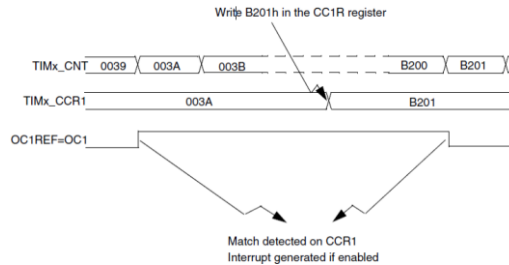 Write B201h in the CC1R register
TIMx_CNT 0039 003A 003B B200 B201
TIMx_CCR1 003A B201
OC1REF=OC1
Match detected on CCR1
Interrupt generated if enabled